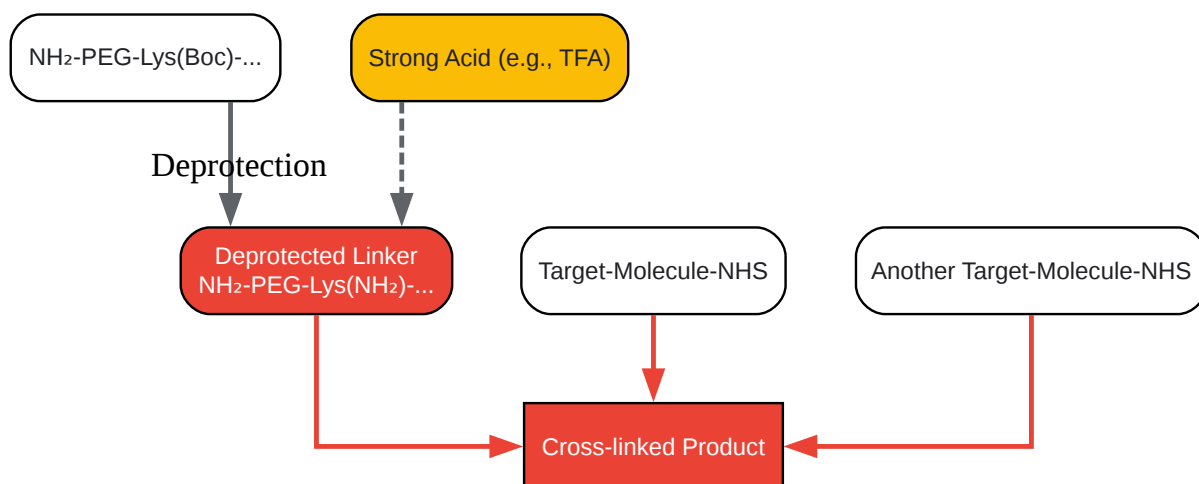 NH₂-PEG-Lys(Boc)-...
Strong Acid (e.g., TFA)
Deprotection
Deprotected Linker
NH₂-PEG-Lys(NH₂)-...
Target-Molecule-NHS
Another Target-Molecule-NHS
Cross-linked Product